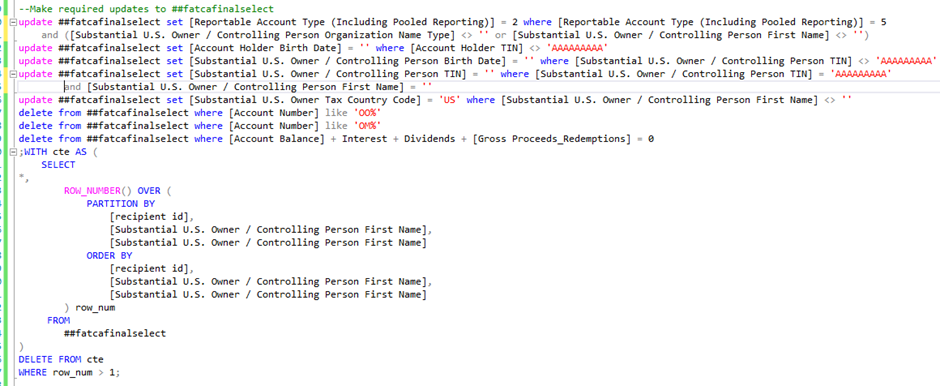 --Make required updates to ##fatcafinalselect
update ##fatcafinalselect set [Reportable Account Type (Including Pooled Reporting)] = 2 where [Reportable Account Type (Including Pooled Reporting)] = 5
and ([Substantial U.S. Owner / Controlling Person Organization Name Type] <> '' or [Substantial U.S. Owner / Controlling Person First Name] <> '')
update ##fatcafinalselect set [Account Holder Birth Date] = '' where [Account Holder TIN] <> 'AAAAAAAAA'
update ##fatcafinalselect set [Substantial U.S. Owner / Controlling Person Birth Date] = '' where [Substantial U.S. Owner / Controlling Person TIN] <> 'AAAAAAAAA'
update ##fatcafinalselect set [Substantial U.S. Owner / Controlling Person TIN] = '' where [Substantial U.S. Owner / Controlling Person TIN] = 'AAAAAAAAA'
and [Substantial U.S. Owner / Controlling Person First Name] = ''
update ##fatcafinalselect set [Substantial U.S. Owner Tax Country Code] = 'US' where [Substantial U.S. Owner / Controlling Person First Name] <> ''
delete from ##fatcafinalselect where [Account Number] like 'OO%'
delete from ##fatcafinalselect where [Account Number] like 'OM%'
delete from ##fatcafinalselect where [Account Balance] + Interest + Dividends + [Gross Proceeds_Redemptions] = 0
;WITH cte AS (
SELECT
*,
ROW_NUMBER() OVER (
PARTITION BY
[recipient id],
[Substantial U.S. Owner / Controlling Person First Name],
[Substantial U.S. Owner / Controlling Person First Name]
ORDER BY
[recipient id],
[Substantial U.S. Owner / Controlling Person First Name],
[Substantial U.S. Owner / Controlling Person First Name]
) row_num
FROM
##fatcafinalselect
)
DELETE FROM cte
WHERE row_num > 1;